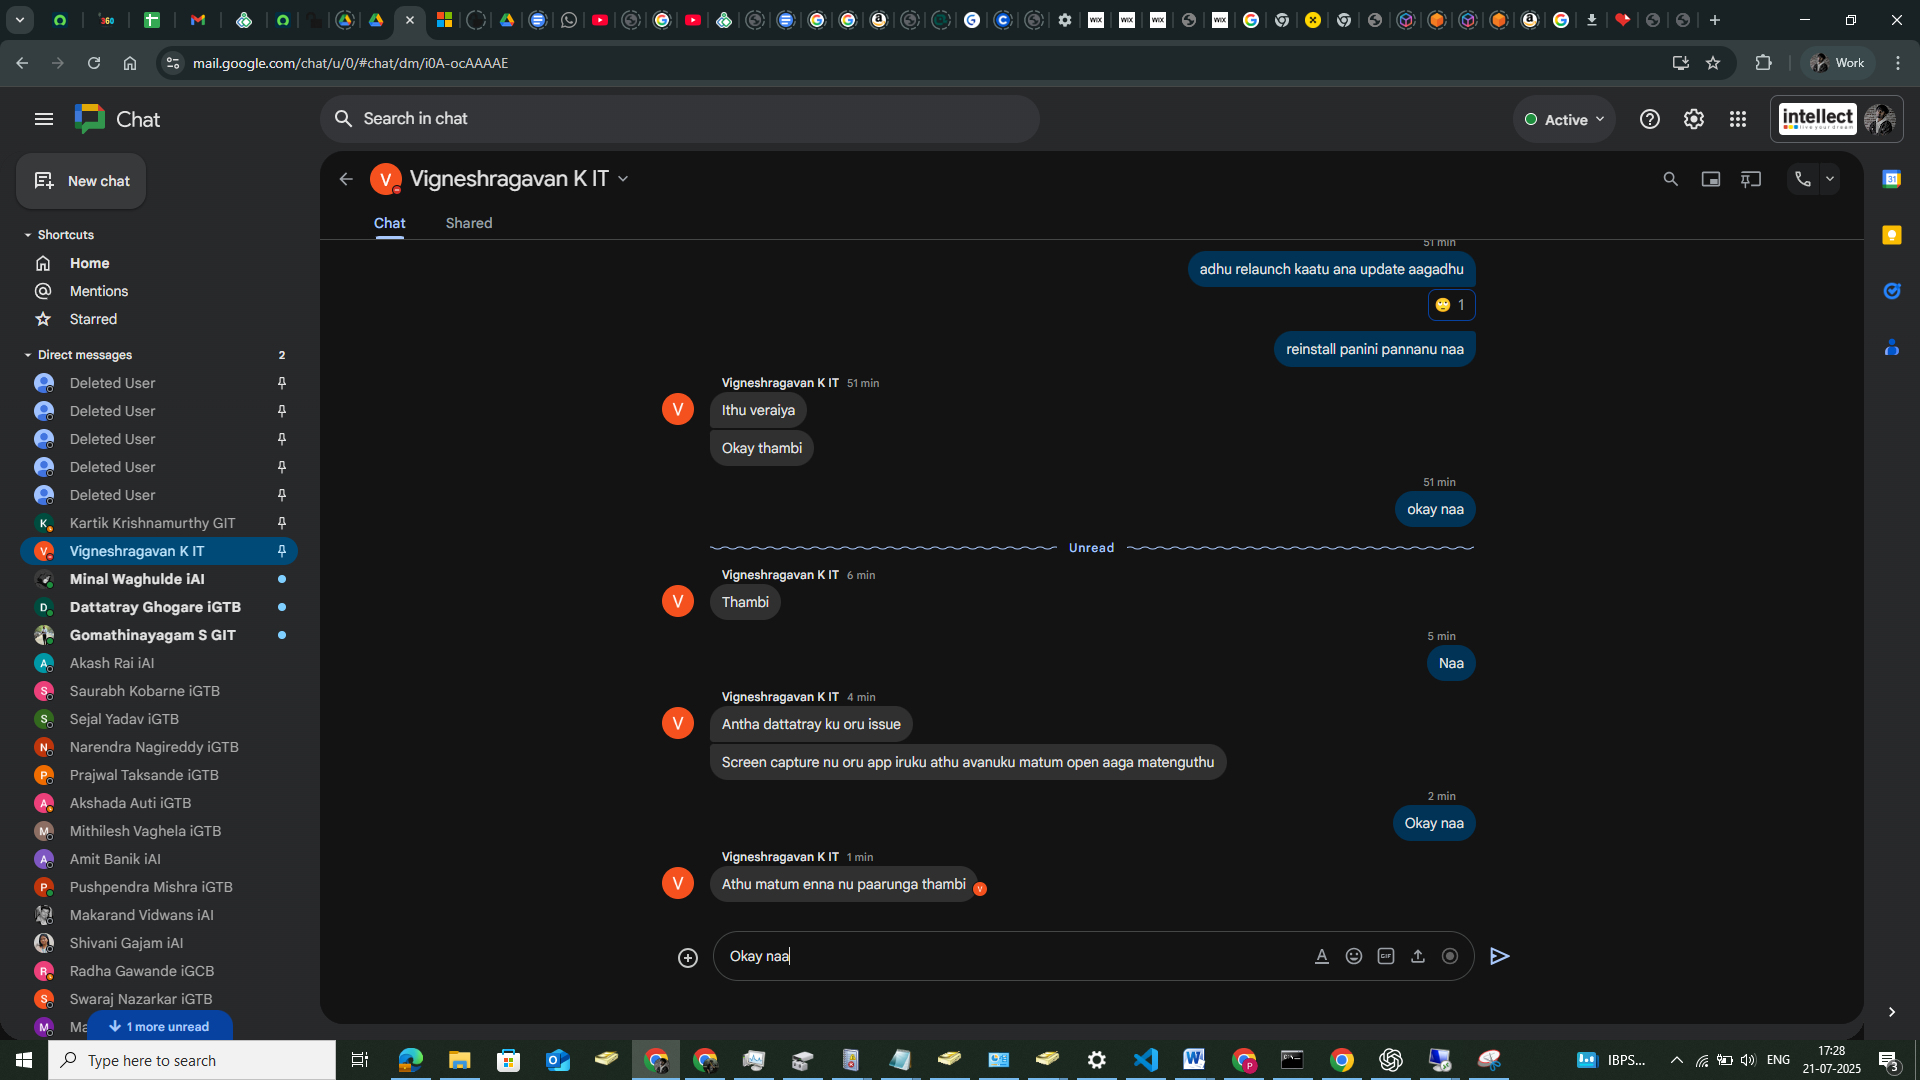 360
mail.google.com/chat/u/0/#chat/dm/i0A-ocAAAAE
Work
Chat
Search in chat
Active
intellect
New chat
Vigneshragavan K IT
Chat
Shared
Shortcuts
Home
Mentions
Starred
Direct messages
2
Deleted User
Deleted User
Deleted User
Deleted User
Deleted User
Kartik Krishnamurthy GIT
Vigneshragavan K IT
Minal Waghulde iAI
Dattatray Ghogare iGTB
Gomathinayagam S GIT
Akash Rai iAI
Saurabh Kobarne iGTB
Sejal Yadav iGTB
Narendra Nagireddy iGTB
Prajwal Taksande iGTB
Akshada Auti iGTB
Mithilesh Vaghela iGTB
Amit Banik iAI
Pushpendra Mishra iGTB
Makarand Vidwans iAI
Shivani Gajam iAI
Radha Gawande iGCB
Swaraj Nazarkar iGTB
Ma
1 more unread
51 min
adhu relaunch kaatu ana update aagadhu
1
reinstall panini pannanu naa
Vigneshragavan K IT 51 min
Ithu veraiya
Okay thambi
51 min
okay naa
Unread
Vigneshragavan K IT 6 min
Thambi
5 min
Naa
Vigneshragavan K IT 4 min
Antha dattatray ku oru issue
Screen capture nu oru app iruku athu avanuku matum open aaga matenguthu
2 min
Okay naa
Vigneshragavan K IT 1 min
Athu matum enna nu paarunga thambi
Okay naa
Type here to search
IBPS...
ENG
17:28
21-07-2025
3